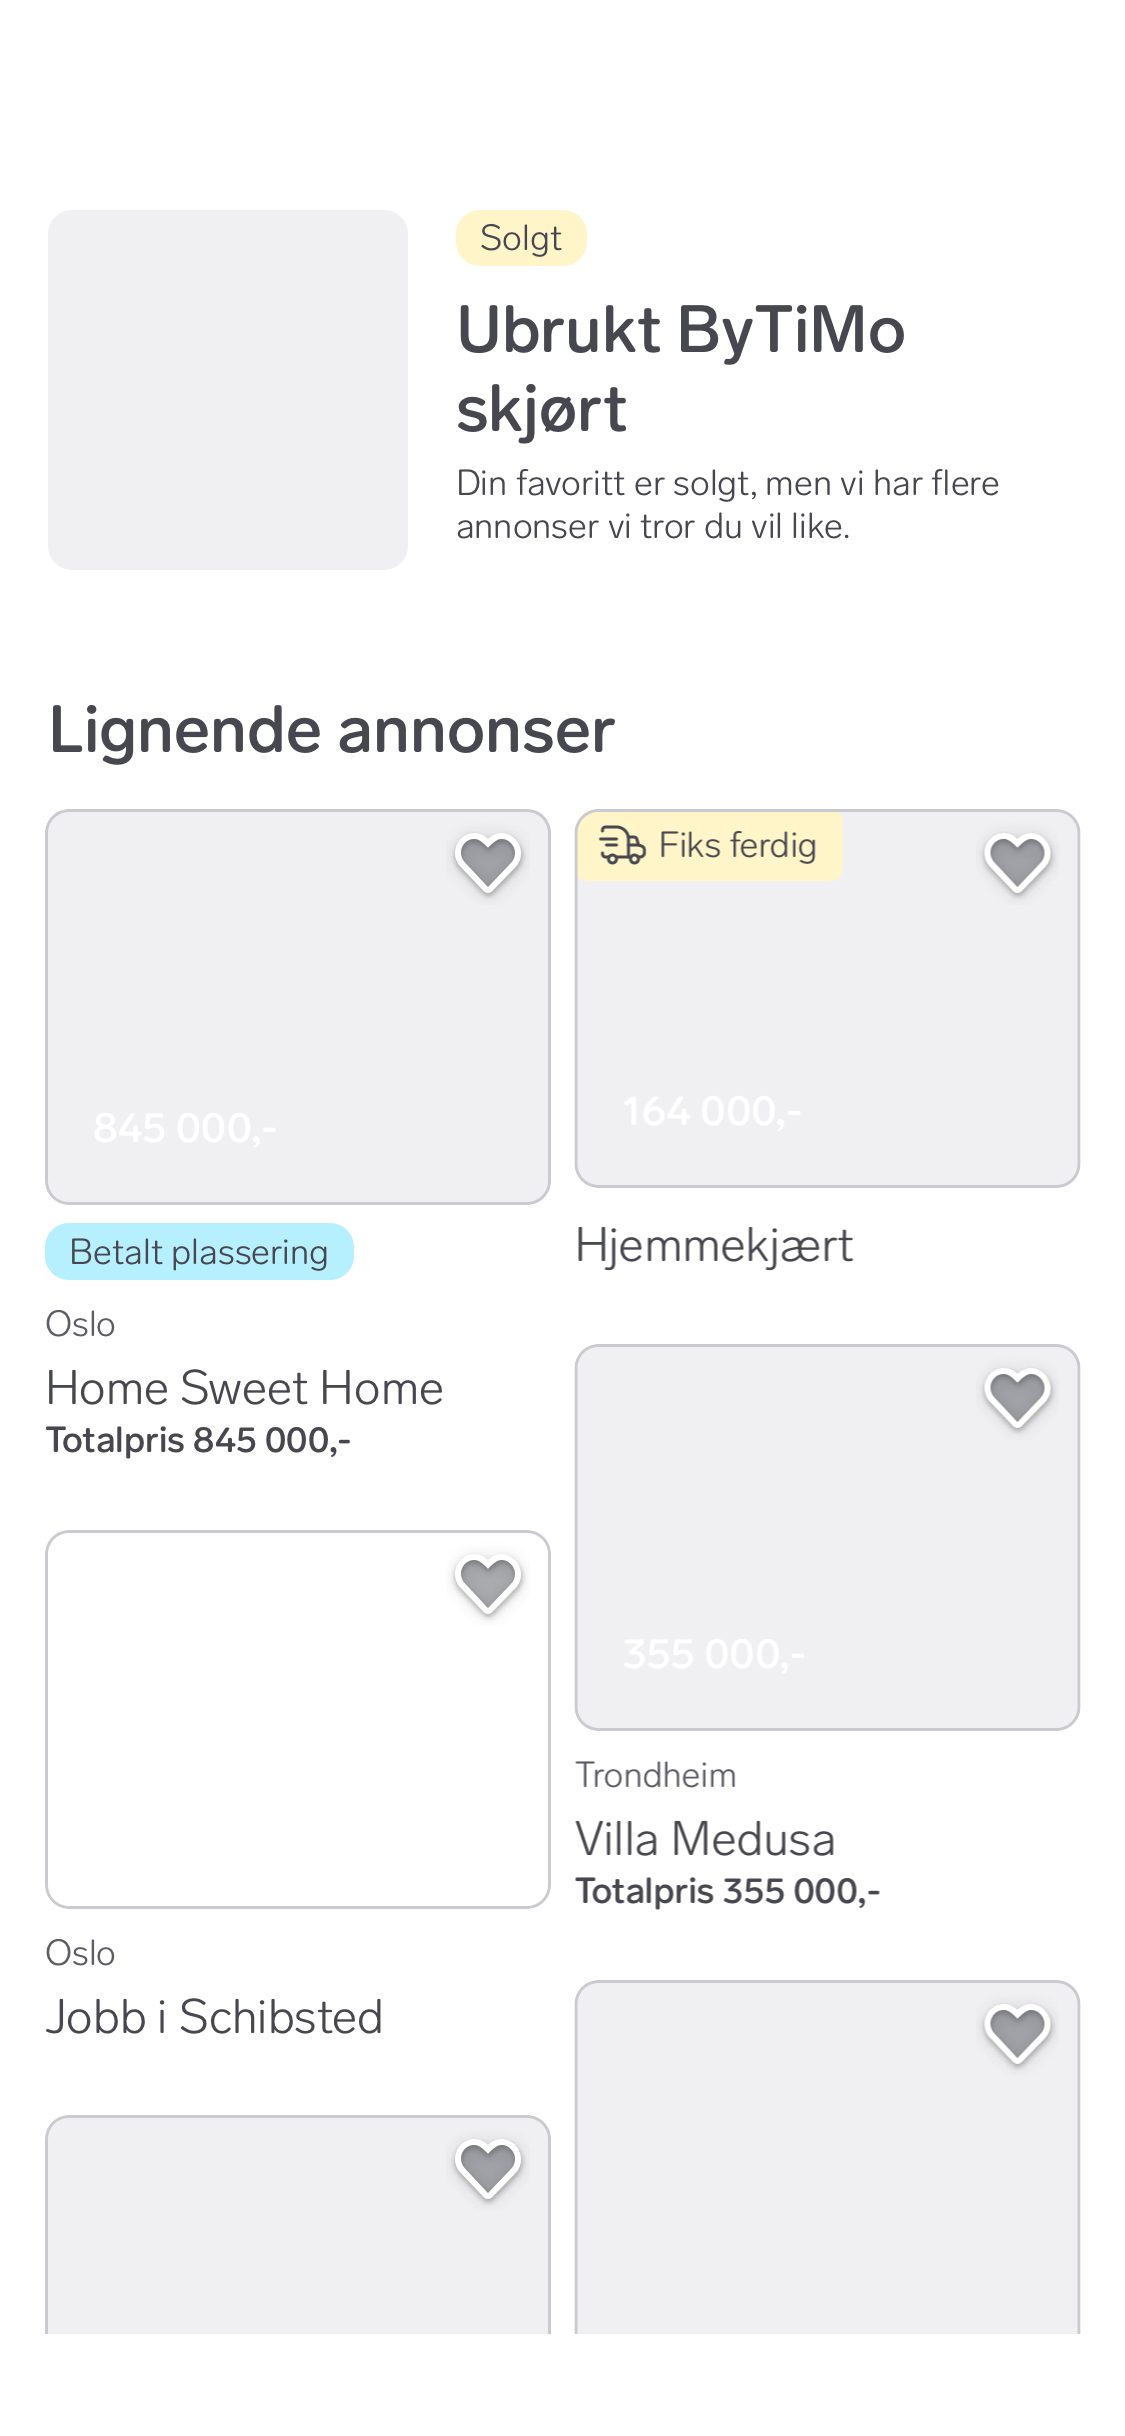 Solgt
Ubrukt ByTiMo
skjørt
Din favoritt er solgt, men vi har flere
annonser vi tror du vil like.
Lignende annonser
845 000,-
Betalt plassering
Oslo
Home Sweet Home
Totalpris 845 000,-
Fiks ferdig
164 000,-
Hjemmekjært
355 000,-
Trondheim
Villa Medusa
Totalpris 355 000,-
Oslo
Jobb i Schibsted